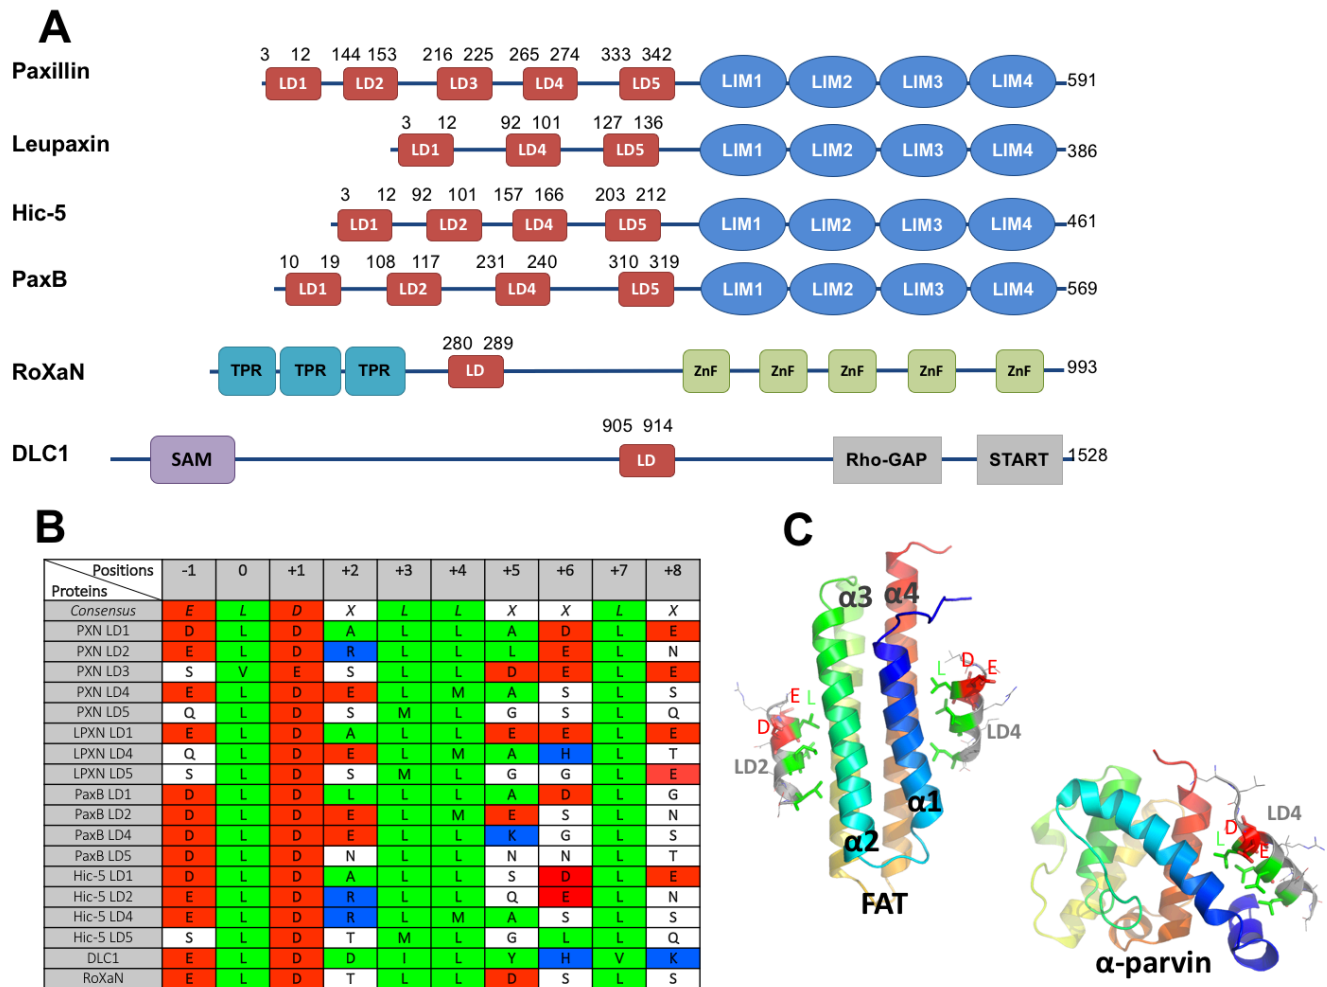 A
3 12 144 153 216 225 265 274 333 342
Paxillin LD1 LD2 LD3 LD4 LD5 LIM1 LIM2 LIM3 LIM4 591
3 12 92 101 127 136
Leupaxin LD1 LD4 LD5 LIM1 LIM2 LIM3 LIM4 386
3 12 92 101 157 166 203 212
Hic-5 LD1 LD2 LD4 LD5 LIM1 LIM2 LIM3 LIM4 461
10 19 108 117 231 240 310 319
PaxB LD1 LD2 LD4 LD5 LIM1 LIM2 LIM3 LIM4 569
280 289
RoXaN TPR TPR TPR LD ZnF ZnF ZnF ZnF ZnF 993
905 914
DLC1 SAM LD Rho-GAP START 1528
B
Positions -1 0 +1 +2 +3 +4 +5 +6 +7 +8
Proteins
Consensus E L D X L L X X L X
PXN LD1 D L D A L L A D L E
PXN LD2 E L D R L L L E L N
PXN LD3 S V E S L L D E L E
PXN LD4 E L D E L M A S L S
PXN LD5 Q L D S M L G S L Q
LPXN LD1 E L D A L L E E L E
LPXN LD4 Q L D E L M A H L T
LPXN LD5 S L D S M L G G L E
PaxB LD1 D L D L L L A D L G
PaxB LD2 D L D E L M E S L N
PaxB LD4 D L D E L L K G L S
PaxB LD5 D L D N L L N N L T
Hic-5 LD1 D L D A L L S D L E
Hic-5 LD2 E L D R L L Q E L N
Hic-5 LD4 E L D R L M A S L S
Hic-5 LD5 S L D T M L G L L Q
DLC1 E L D D I L Y H V K
RoXaN E L D T L L D S L S
C
α3 α4
D E
L
E L
D
LD4
LD2
α1
α2
FAT
LD4
D
L E
α-parvin